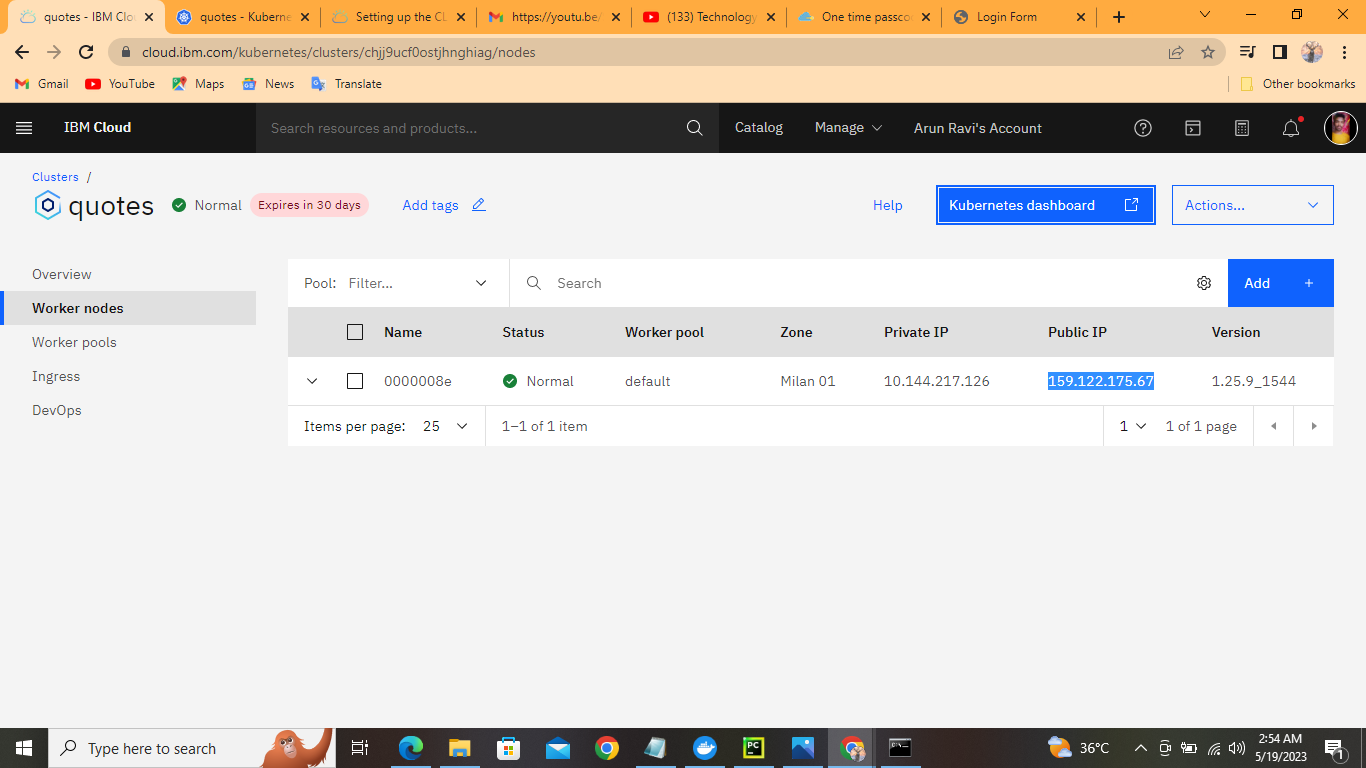 quotes - IBM Clo
quotes - Kuberne
Setting up the CL
https://youtu.be/
(133) Technology
One time passco
Login Form
cloud.ibm.com/kubernetes/clusters/chjj9ucf0ostjhnghiag/nodes
Gmail YouTube Maps News Translate Other bookmarks
IBM Cloud Search resources and products... Catalog Manage Arun Ravi's Account
Clusters /
quotes Normal Expires in 30 days Add tags Help Kubernetes dashboard Actions...
Overview
Worker nodes
Worker pools
Ingress
DevOps
Pool: Filter... Search Add +
Name Status Worker pool Zone Private IP Public IP Version
0000008e Normal default Milan 01 10.144.217.126 159.122.175.67 1.25.9_1544
Items per page: 25 1–1 of 1 item 1 1 of 1 page
Type here to search
PC
36°C
2:54 AM
5/19/2023
1